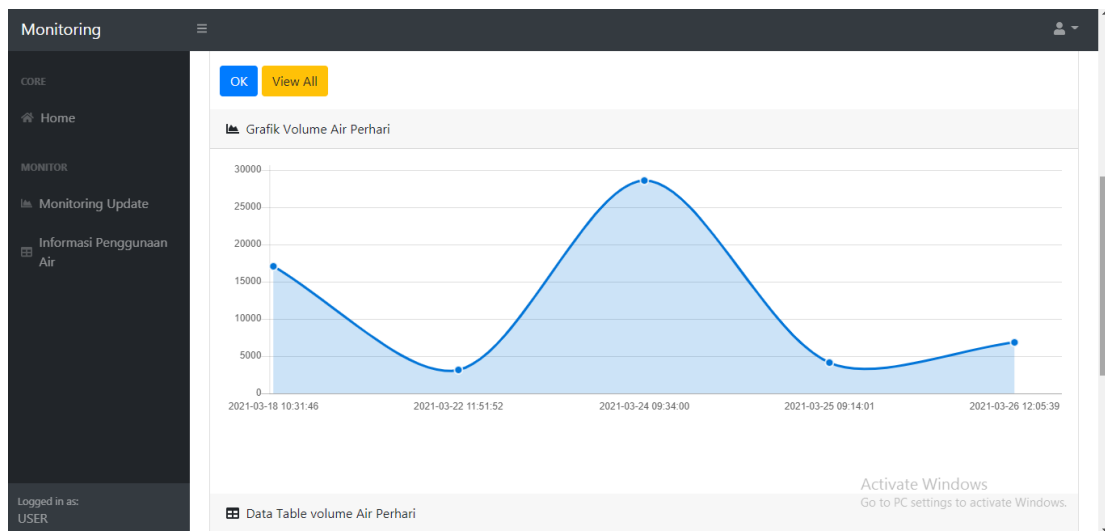 Monitoring
CORE
Home
MONITOR
Monitoring Update
Informasi Penggunaan
Air
Logged in as:
USER
OK View All
Grafik Volume Air Perhari
30000
25000
20000
15000
10000
5000
0
2021-03-18 10:31:46 2021-03-22 11:51:52 2021-03-24 09:34:00 2021-03-25 09:14:01 2021-03-26 12:05:39
Data Table volume Air Perhari
Activate Windows
Go to PC settings to activate Windows.